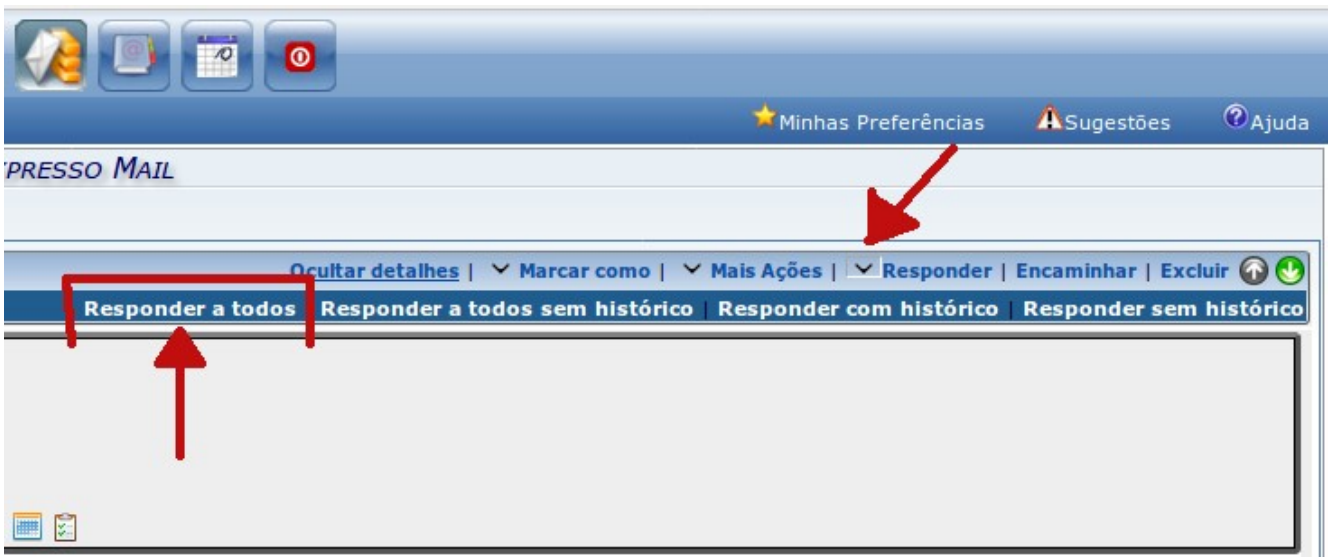 Minhas Preferências Sugestões Ajuda
PRESSO MAIL
Ocultar detalhes | Marcar como | Mais Ações | Responder | Encaminhar | Excluir
Responder a todos | Responder a todos sem histórico | Responder com histórico | Responder sem histórico